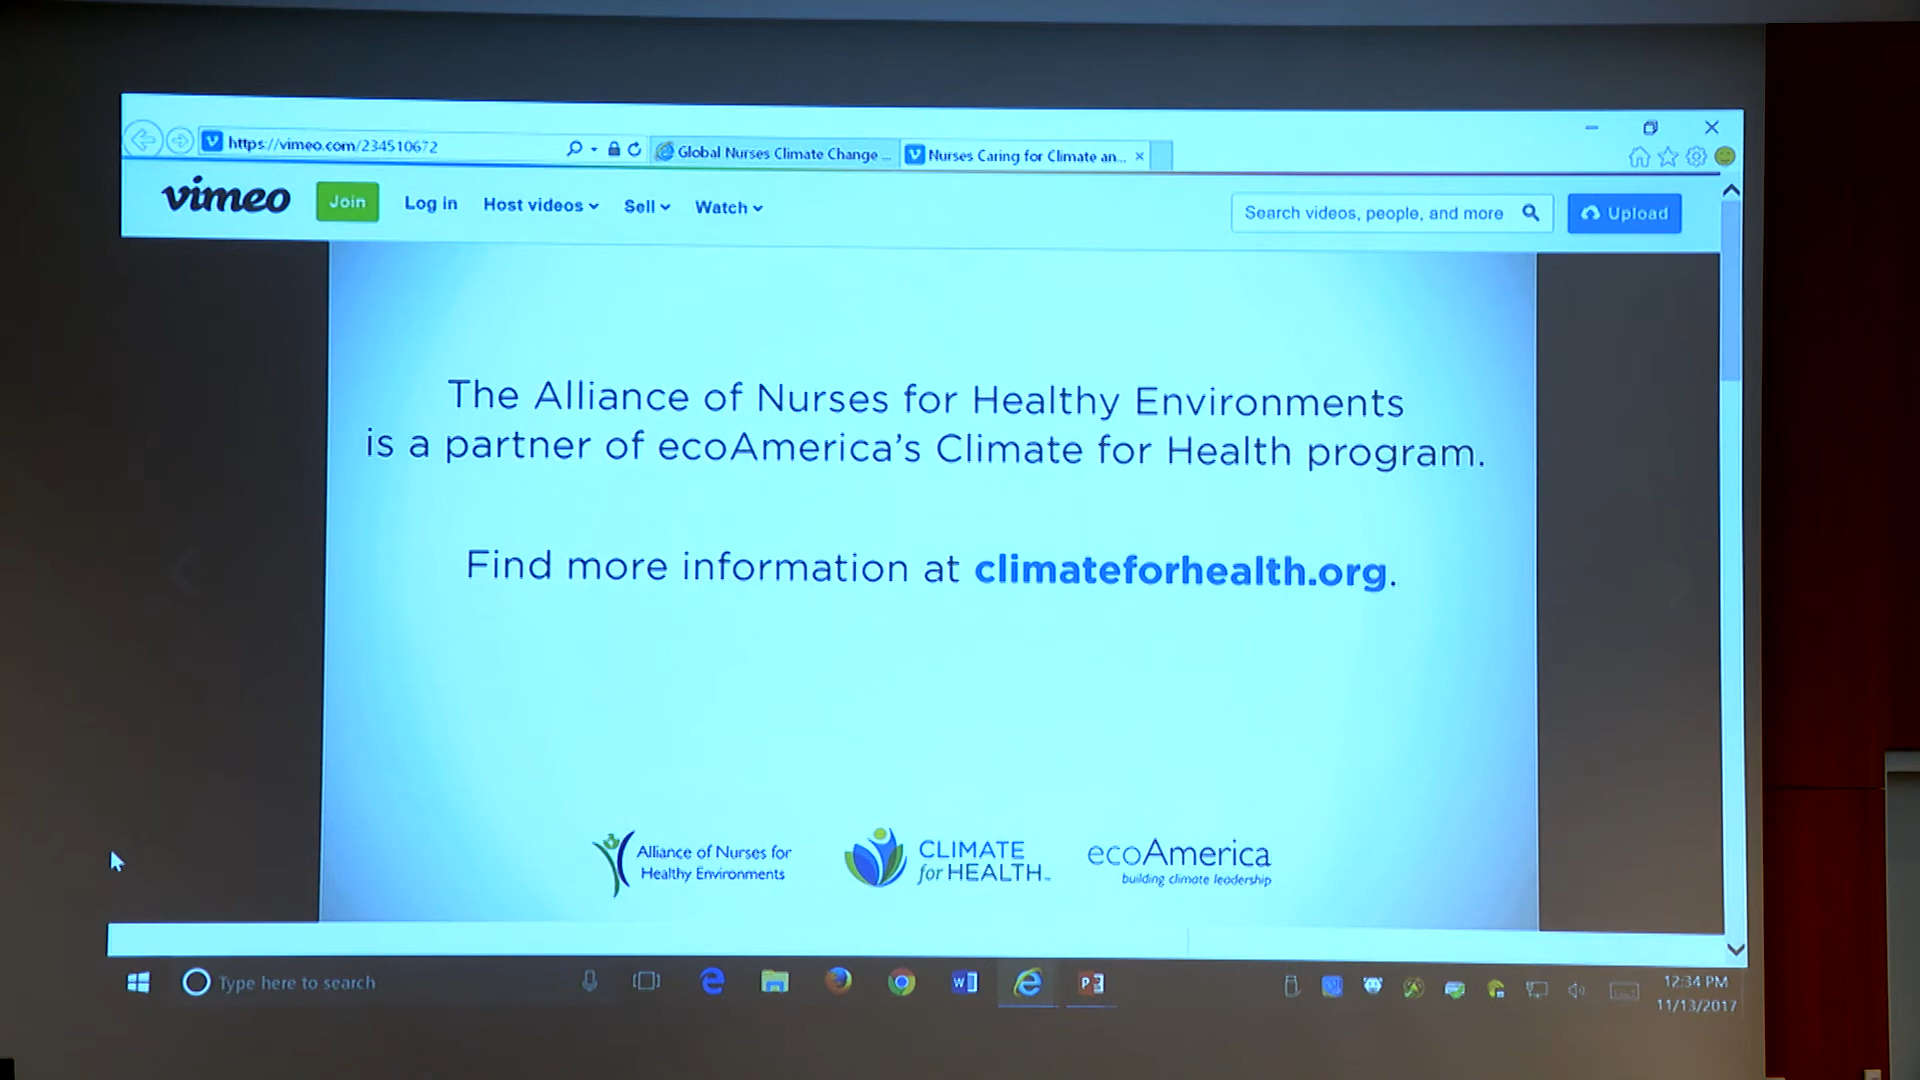 https://vimeo.com/234510672
Global Nurses Climate Change ...
Nurses Caring for Climate an...
vimeo
Join
Log in
Host videos
Sell
Watch
Search videos, people, and more
Upload
The Alliance of Nurses for Healthy Environments
is a partner of ecoAmerica's Climate for Health program.
Find more information at climateforhealth.org.
Alliance of Nurses for
Healthy Environments
CLIMATE
for HEALTH
ecoAmerica
building climate leadership
Type here to search
12:34 PM
11/13/2017